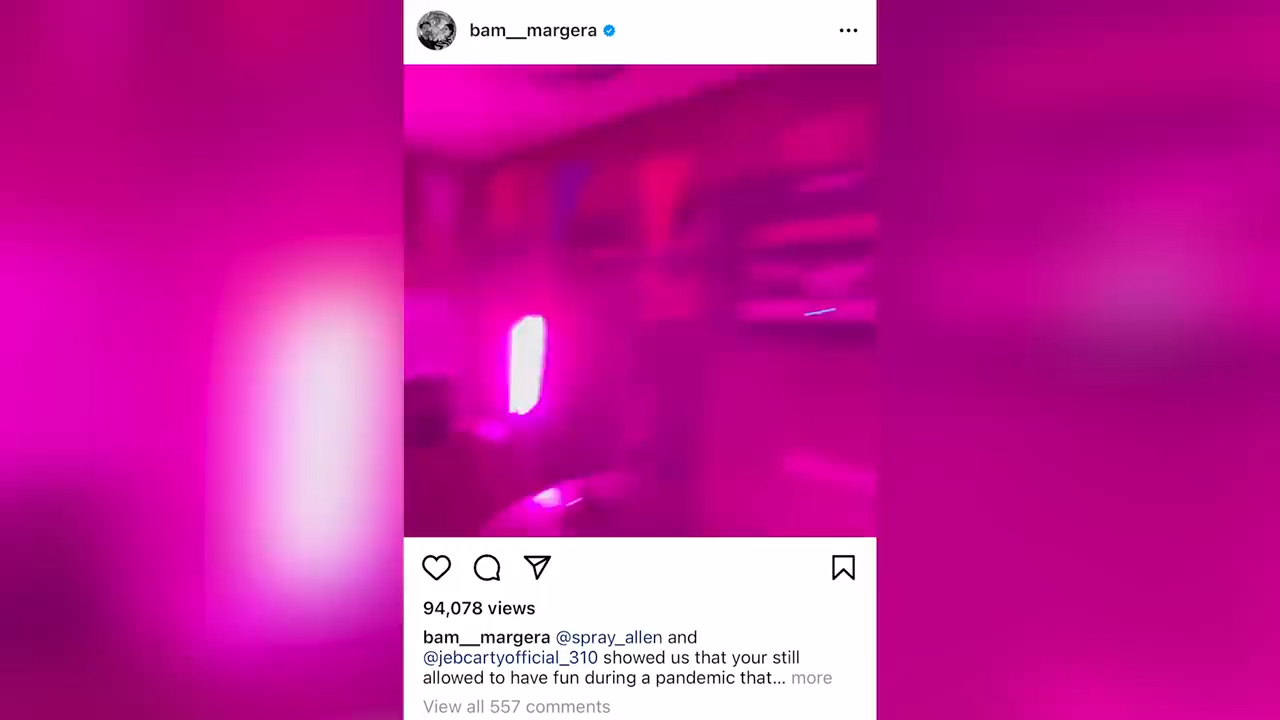 bam__margera
94,078 views
bam__margera @spray_allen and
@jebcartyofficial_310 showed us that your still
allowed to have fun during a pandemic that... more
View all 557 comments